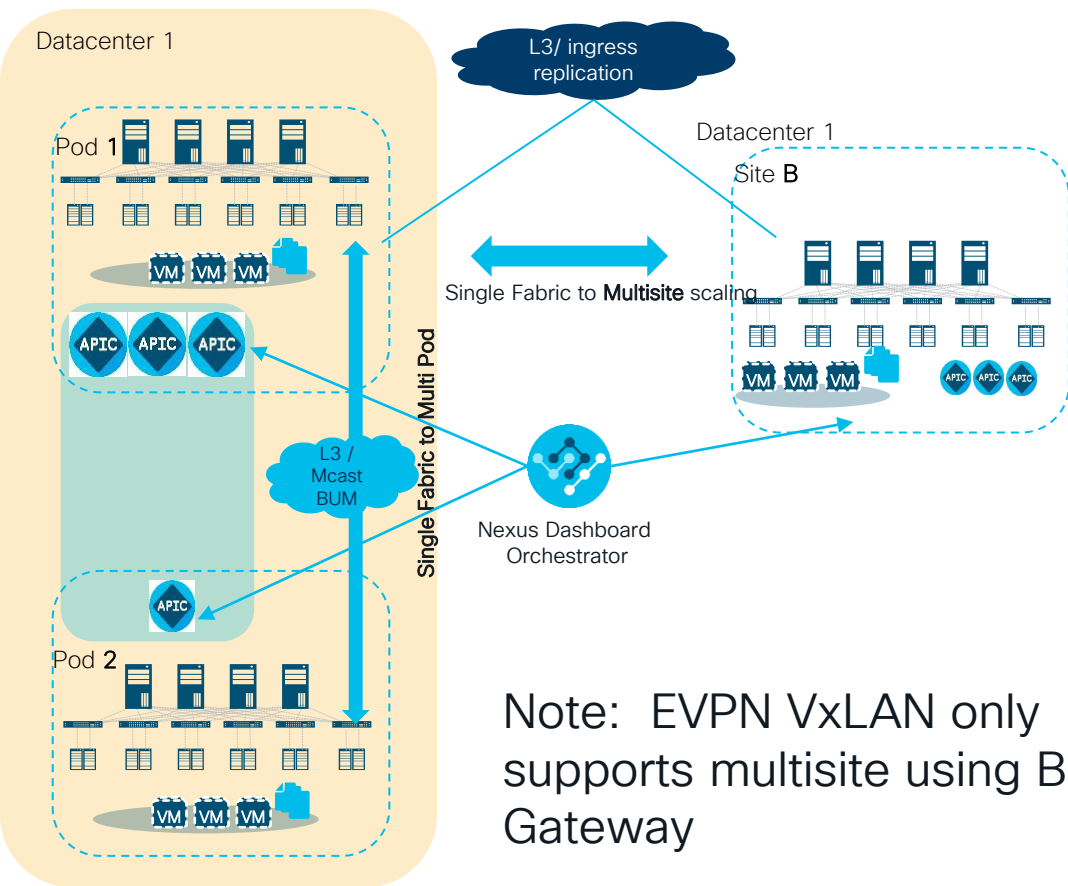 Datacenter 1
L3/ ingress
replication
Pod 1
VM VM VM
APIC APIC APIC
Single Fabric to Multi Pod
L3 /
Mcast
BUM
APIC
Pod 2
VM VM VM
Datacenter 1
Site B
Single Fabric to Multisite scaling
VM VM VM
APIC APIC APIC
Nexus Dashboard
Orchestrator
Note: EVPN VxLAN only
supports multisite using B
Gateway